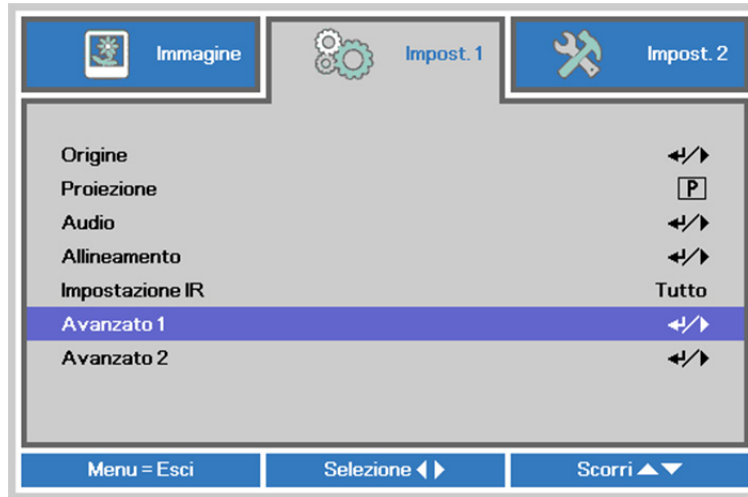 Immagine
Impost. 1
Impost. 2
Origine
Proiezione P
Audio
Allineamento
Impostazione IR Tutto
Avanzato 1
Avanzato 2
Menu = Esci
Selezione
Scorri